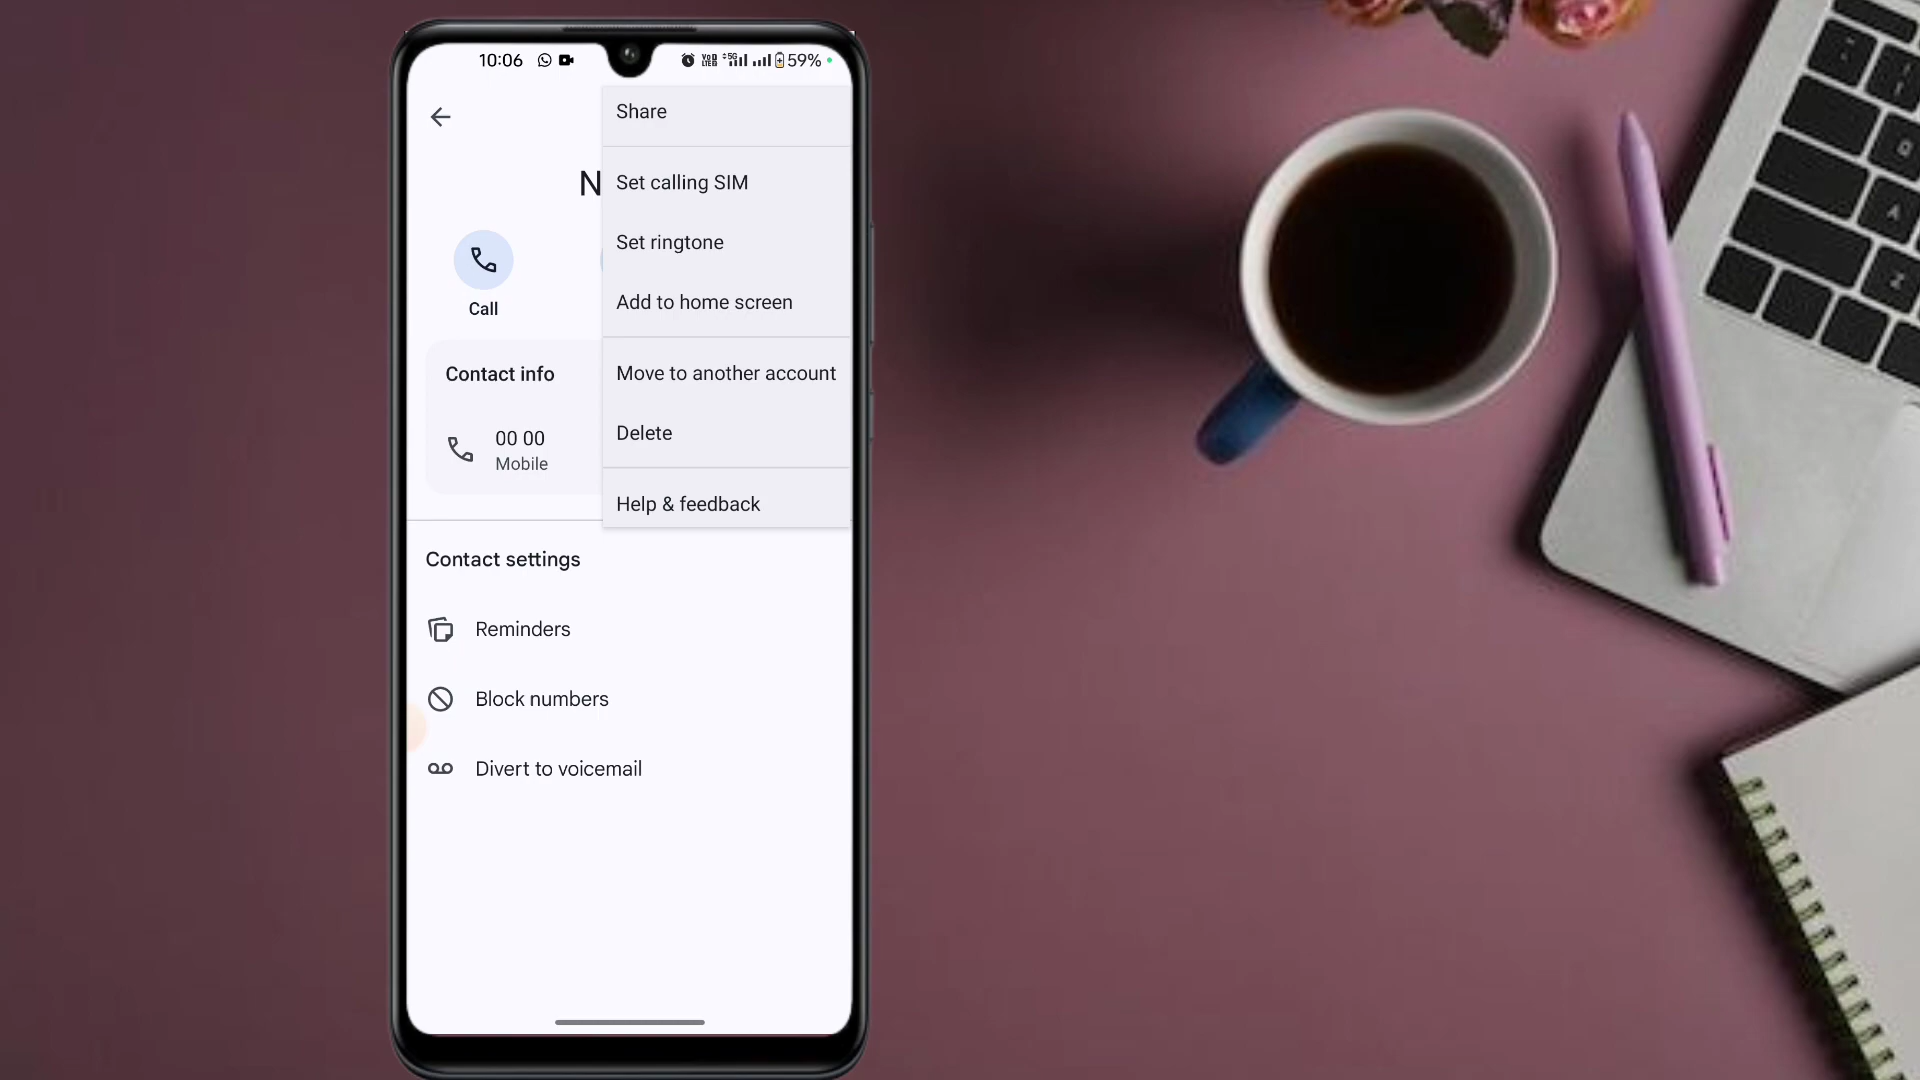 10:06 59%
Share
N
Set calling SIM
Set ringtone
Call
Add to home screen
Contact info
Move to another account
00 00
Mobile
Delete
Help & feedback
Contact settings
Reminders
Block numbers
Divert to voicemail